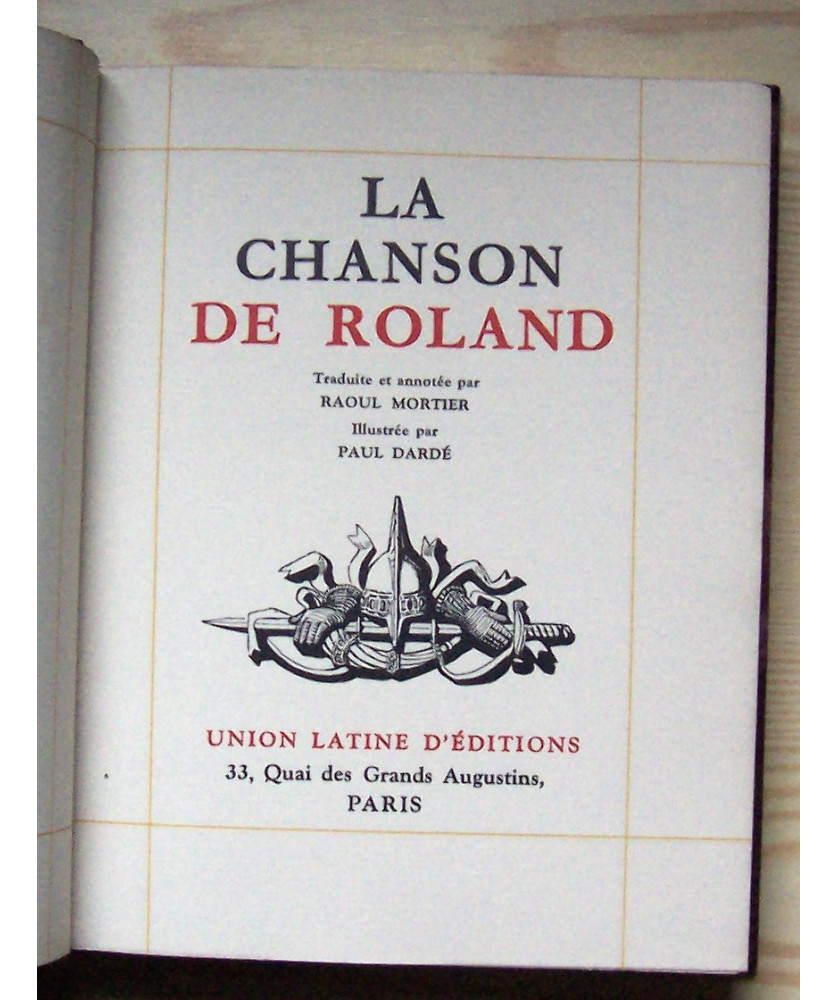 LA
CHANSON
DE ROLAND
Traduite et annotée par
RAOUL MORTIER
Illustrée par
PAUL DARDÉ
UNION LATINE D'ÉDITIONS
33, Quai des Grands Augustins,
PARIS